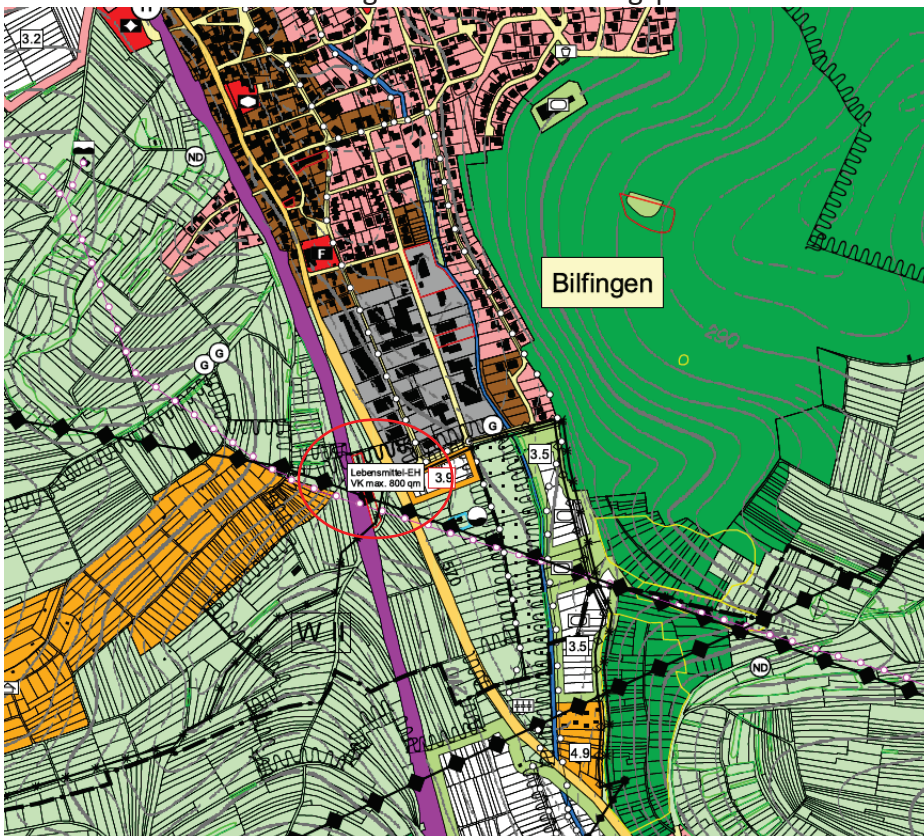 3.2
ND
F
Bilfingen
290
G
G
G
3.5
Lebensmittel-EH
VK max. 800 qm
3.9
W II
3.5
ND
4.9